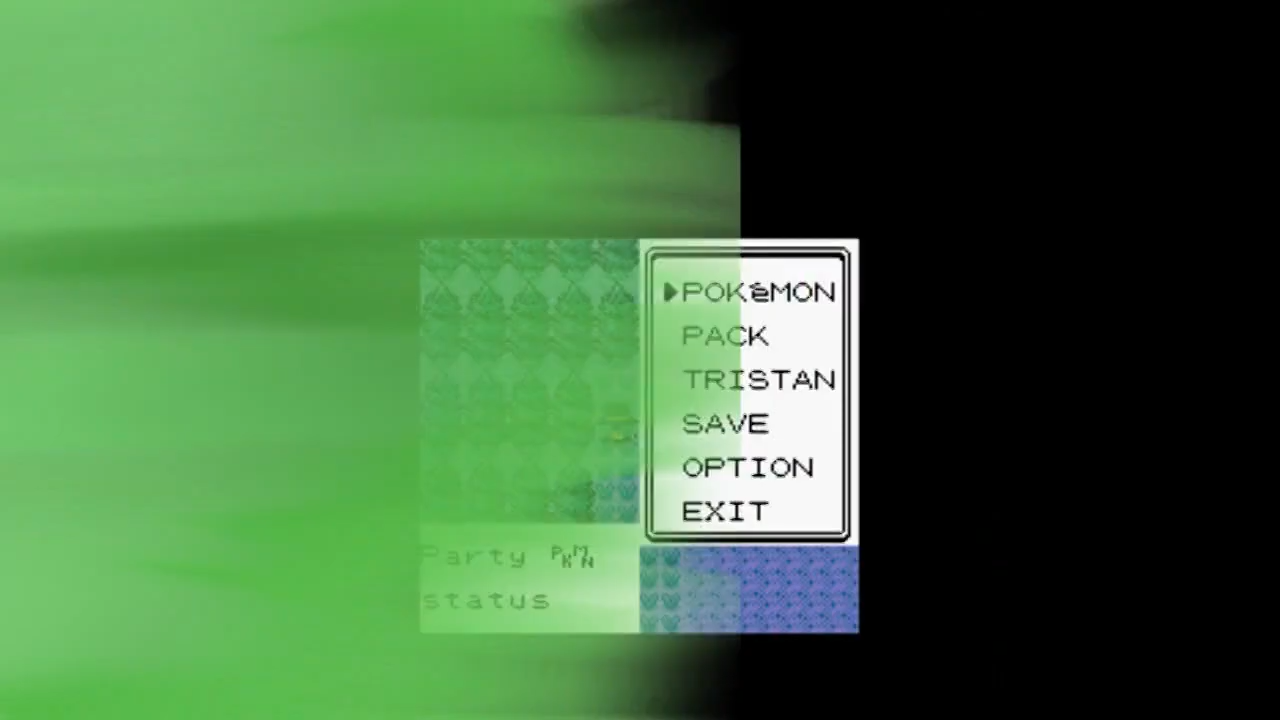 ▶POKéMON
PACK
TRISTAN
SAVE
OPTION
EXIT
Party PKMN
status